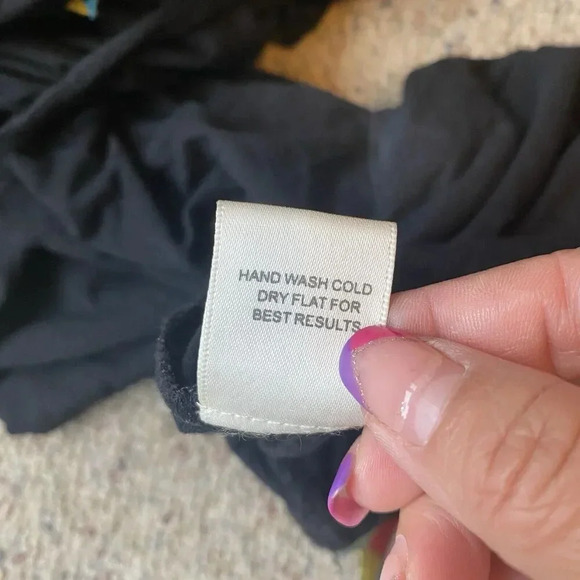 HAND WASH COLD
DRY FLAT FOR
BEST RESULTS